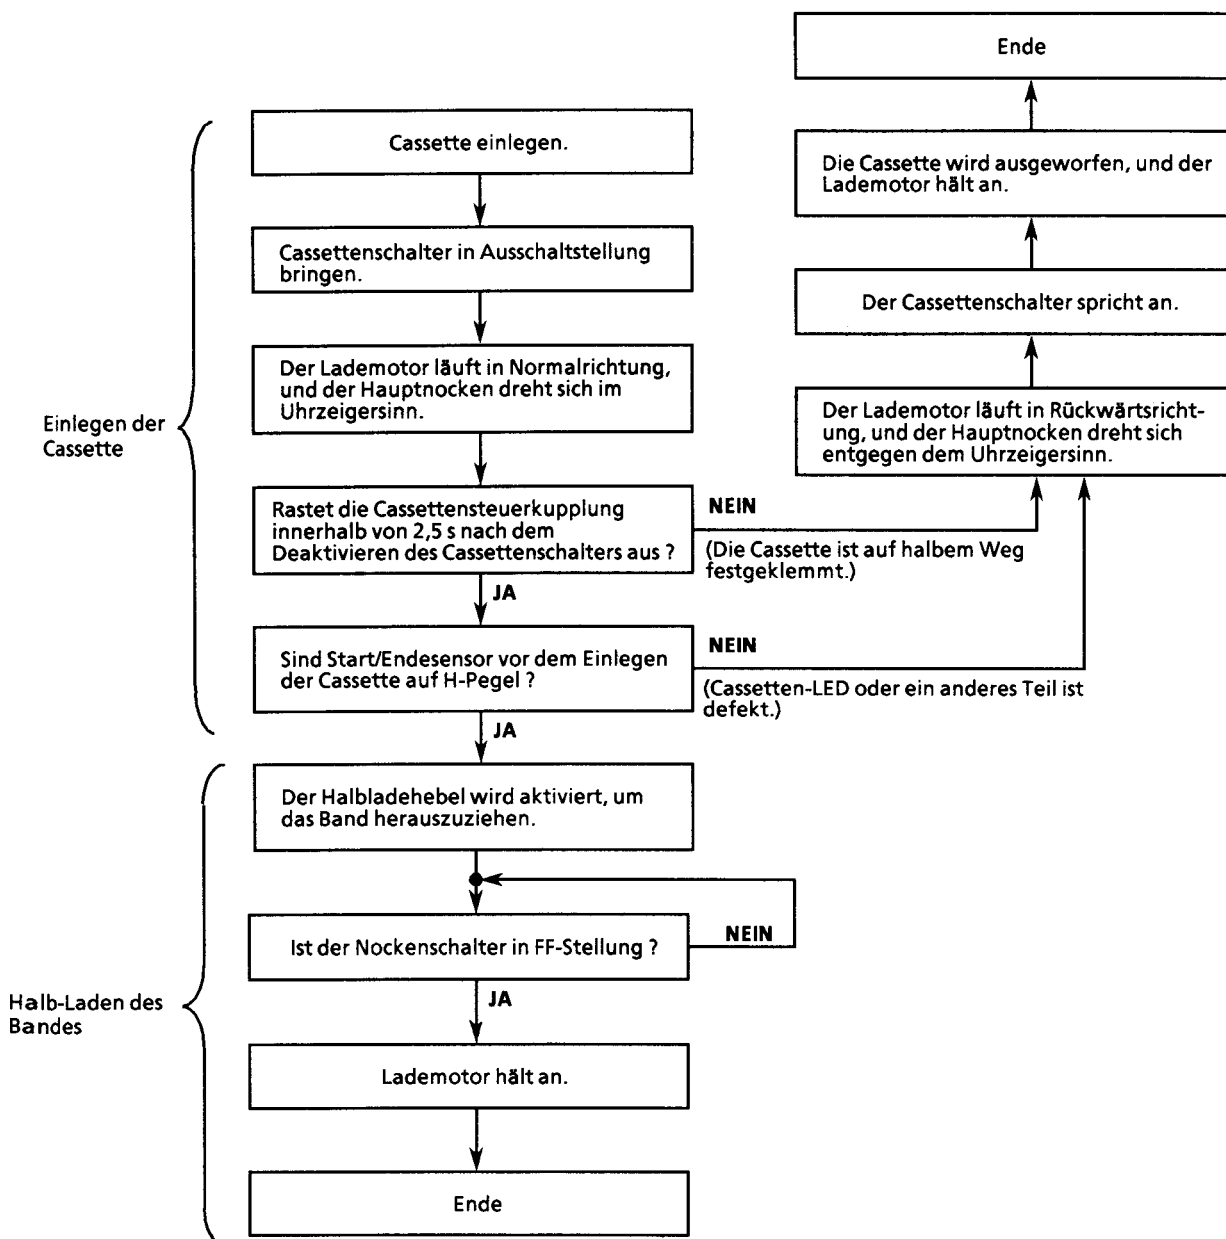 Einlegen der
Cassette
Cassette einlegen.
Cassettenschalter in Ausschaltstellung
bringen.
Der Lademotor läuft in Normalrichtung,
und der Hauptnocken dreht sich im
Uhrzeigersinn.
Rastet die Cassettensteuerkupplung
innerhalb von 2,5 s nach dem
Deaktivieren des Cassettenschalters aus ?
NEIN
(Die Cassette ist auf halbem Weg
festgeklemmt.)
JA
Sind Start/Endesensor vor dem Einlegen
der Cassette auf H-Pegel ?
NEIN
(Cassetten-LED oder ein anderes Teil ist
defekt.)
JA
Halb-Laden des
Bandes
Der Halbladehebel wird aktiviert, um
das Band herauszuziehen.
Ist der Nockenschalter in FF-Stellung ?
NEIN
JA
Lademotor hält an.
Ende
Ende
Die Cassette wird ausgeworfen, und der
Lademotor hält an.
Der Cassettenschalter spricht an.
Der Lademotor läuft in Rückwärtsricht-
ung, und der Hauptnocken dreht sich
entgegen dem Uhrzeigersinn.